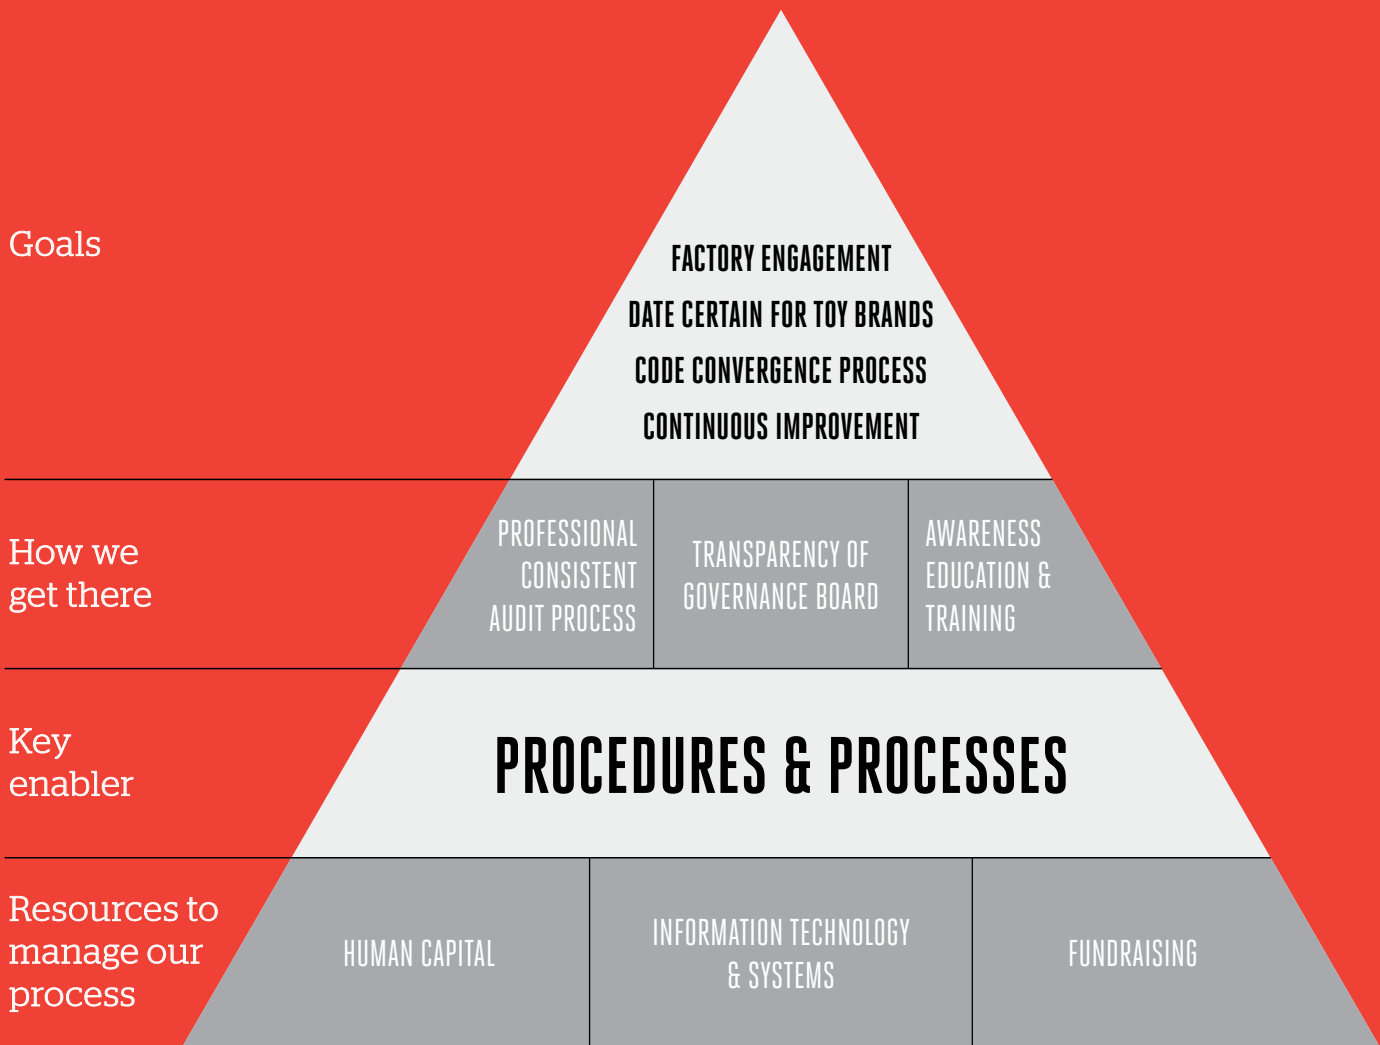 Goals
FACTORY ENGAGEMENT
DATE CERTAIN FOR TOY BRANDS
CODE CONVERGENCE PROCESS
CONTINUOUS IMPROVEMENT
How we
get there
PROFESSIONAL
CONSISTENT
AUDIT PROCESS
TRANSPARENCY OF
GOVERNANCE BOARD
AWARENESS
EDUCATION &
TRAINING
Key
enabler
PROCEDURES & PROCESSES
Resources to
manage our
process
HUMAN CAPITAL
INFORMATION TECHNOLOGY
& SYSTEMS
FUNDRAISING